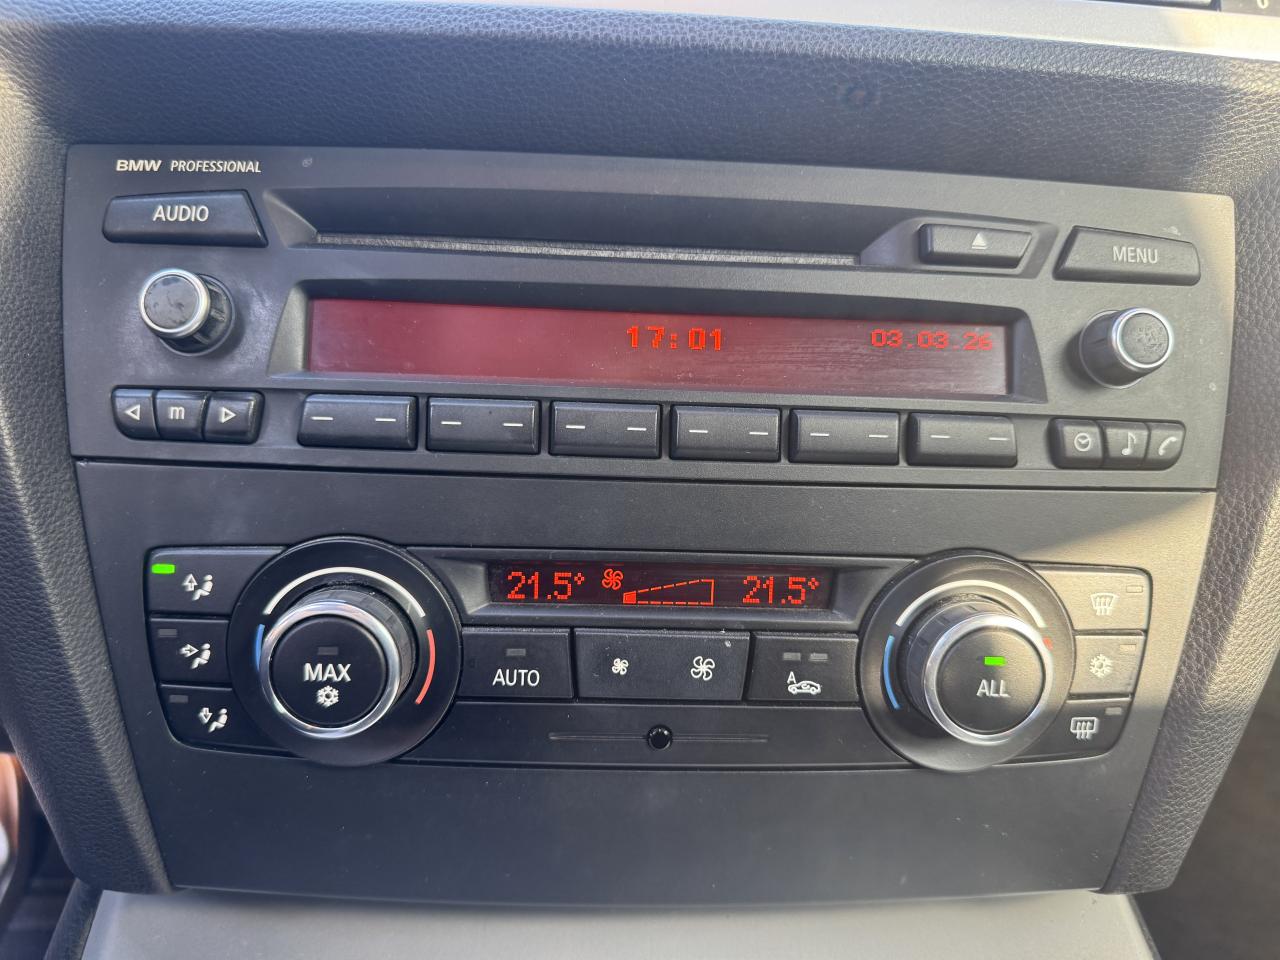 BMW PROFESSIONAL
AUDIO
MENU
17:01 03.03.26
m
21.5° 21.5°
MAX
AUTO
A
ALL